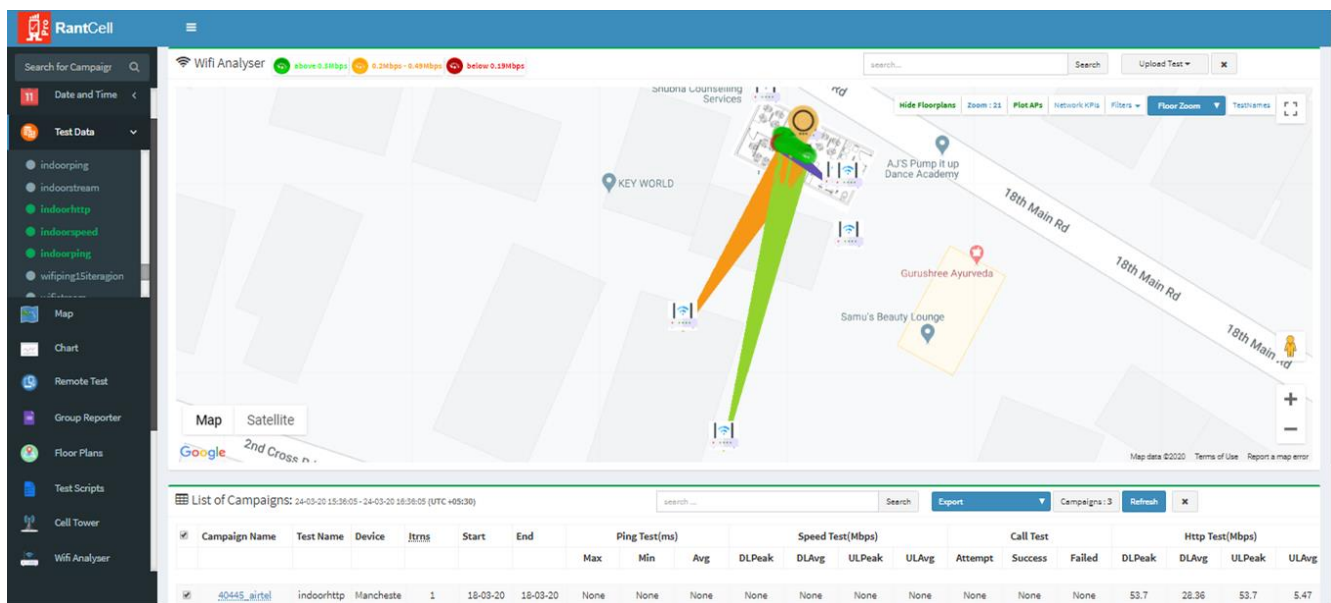 Pro
RantCell
Search for Campaigr
11 Date and Time
Test Data
indoorping
indoorstream
indoorhttp
indoorspeed
indoorping
wifiping15iteragion
Map
Chart
Remote Test
Group Reporter
Floor Plans
Test Scripts
Cell Tower
Wifi Analyser
Wifi Analyser above 0.5Mbps 0.2Mbps - 0.49Mbps below 0.19Mbps
search... Search Upload Test
Hide Floorplans Zoom : 21 Plot APs Network KPIs Filters Floor Zoom TestNames
Shubha Counselling
Services
Rd
KEY WORLD
AJ'S Pump it up
Dance Academy
18th Main Rd
18th Main Rd
18th Main Rd
Gurushree Ayurveda
Samu's Beauty Lounge
Map Satellite
2nd Cross
Google
Map data ©2020 Terms of Use Report a map error
List of Campaigns: 24-03-20 15:36:05 - 24-03-20 16:36:05 (UTC +05:30)
search ... Search Export Campaigns : 3 Refresh
Campaign Name Test Name Device Itrns Start End Ping Test(ms) Speed Test(Mbps) Call Test Http Test(Mbps)
Max Min Avg DLPeak DLAvg ULPeak ULAvg Attempt Success Failed DLPeak DLAvg ULPeak ULAvg
40445_airtel indoorhttp Mancheste 1 18-03-20 18-03-20 None None None None None None None None None None 53.7 28.36 53.7 5.47